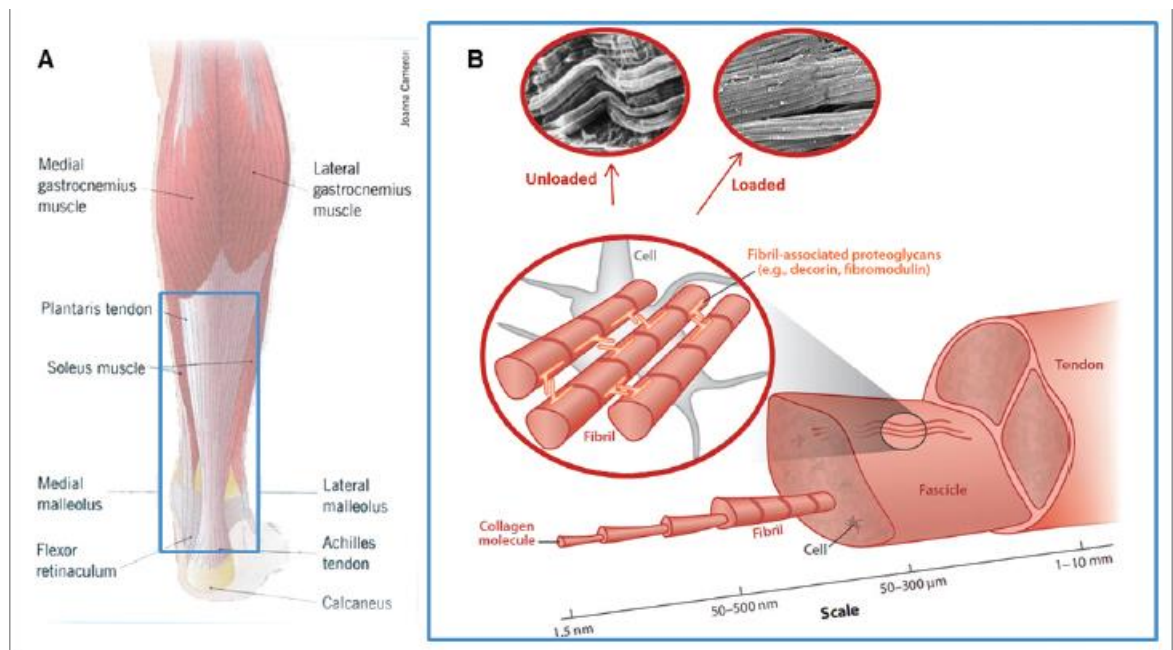 A
Joanna Cameron
Medial
gastrocnemius
muscle
Lateral
gastrocnemius
muscle
Plantaris tendon
Soleus muscle
Medial
malleolus
Lateral
malleolus
Flexor
retinaculum
Achilles
tendon
Calcaneus
B
Unloaded
Loaded
Cell
Fibril-associated proteoglycans
(e.g., decorin, fibromodulin)
Fibril
Tendon
Fascicle
Collagen
molecule
Fibril
Cell
1.5 nm
50–500 nm
50–300 µm
1–10 mm
Scale